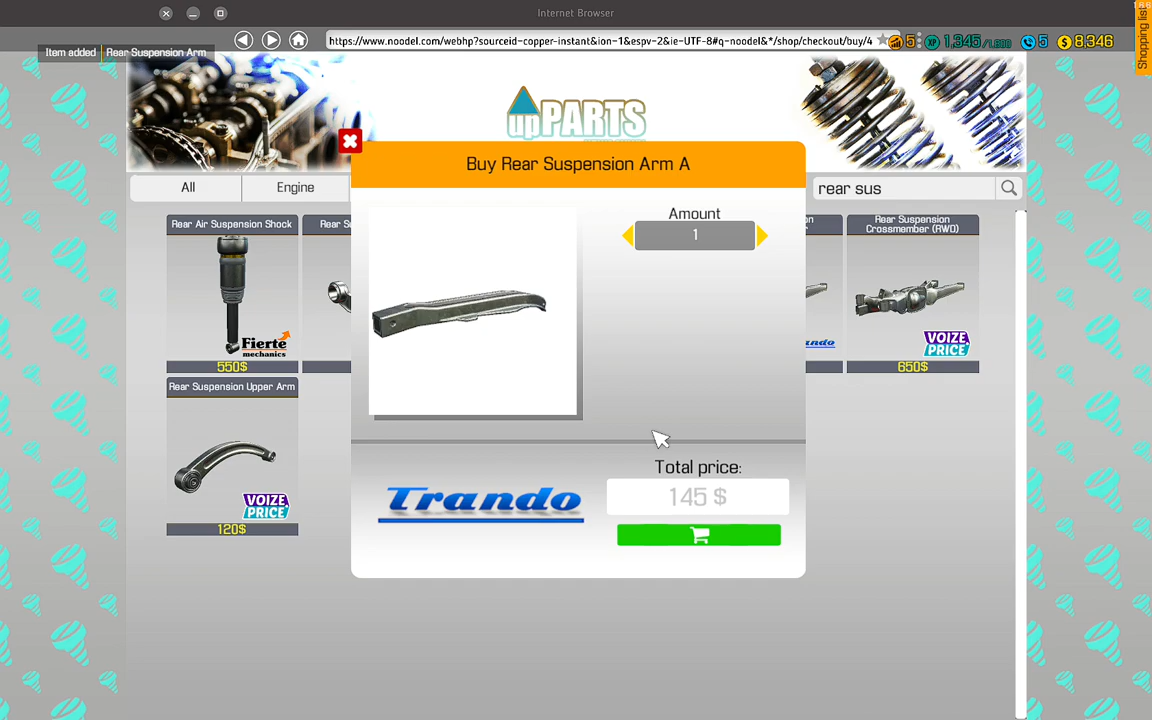 Internet Browser
Item added Rear Suspension Arm
https://www.noodel.com/webhp?sourceid-copper-instant&ion-1&espv-2&ie-UTF-8#q-noodel&*/shop/checkout/buy/4
5
1,345/1,800
5
8,346
Shopping list
upPARTS
Buy Rear Suspension Arm A
All
Engine
rear sus
Rear Air Suspension Shock
Rear Suspension
Crossmember (RWD)
Amount
1
Fierte
mechanics
VOIZE
PRICE
550$
650$
Rear Suspension Upper Arm
VOIZE
PRICE
120$
Total price:
Trando
145 $